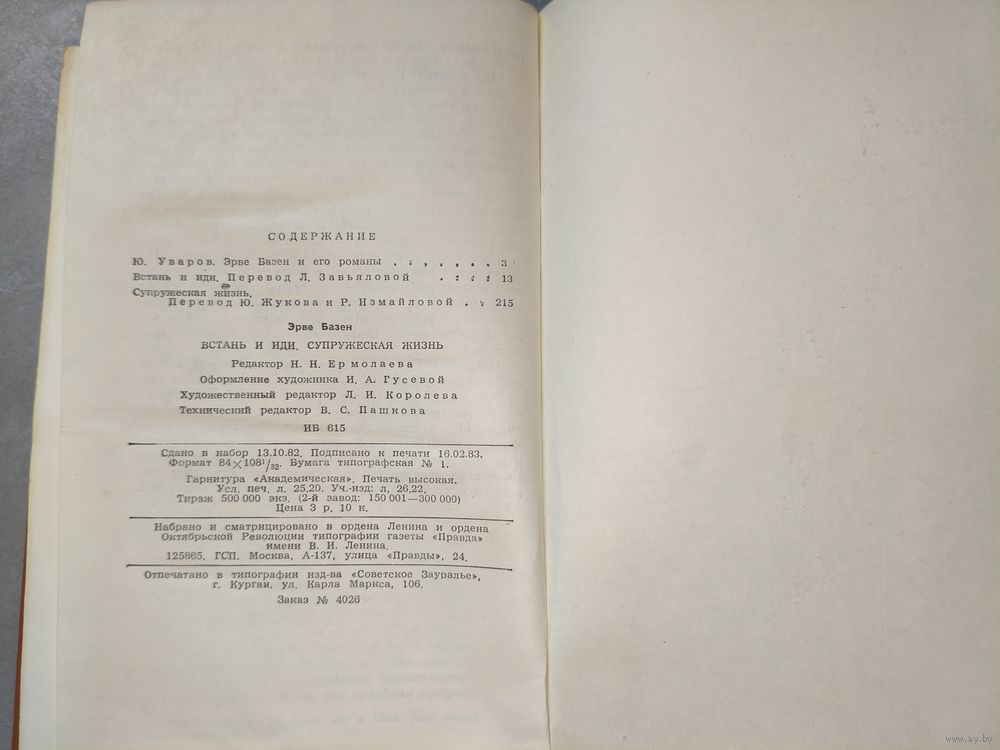 СОДЕРЖАНИЕ
Ю. Уваров. Эрве Базен и его романы . . . . . . . 3
Встань и иди. Перевод Л. Завьяловой . . . . 13
Супружеская жизнь.
Перевод Ю. Жукова и Р. Измайловой . . 215
Эрве Базен
ВСТАНЬ И ИДИ. СУПРУЖЕСКАЯ ЖИЗНЬ
Редактор Н. Н. Ермолаева
Оформление художника И. А. Гусевой
Художественный редактор Л. И. Королева
Технический редактор В. С. Пашкова
ИБ 615
Сдано в набор 13.10.82. Подписано к печати 16.02.83.
Формат 84×108¹/₃₂. Бумага типографская № 1.
Гарнитура «Академическая». Печать высокая.
Усл. печ. л. 25,20. Уч.-изд. л. 26,22.
Тираж 500 000 экз. (2-й завод: 150 001—300 000)
Цена 3 р. 10 к.
Набрано и сматрицировано в ордена Ленина и ордена
Октябрьской Революции типографии газеты «Правда»
имени В. И. Ленина.
125865, ГСП, Москва, А-137, улица «Правды», 24.
Отпечатано в типографии изд-ва «Советское Зауралье»,
г. Курган, ул. Карла Маркса, 106.
Заказ № 4026
www.ay.by